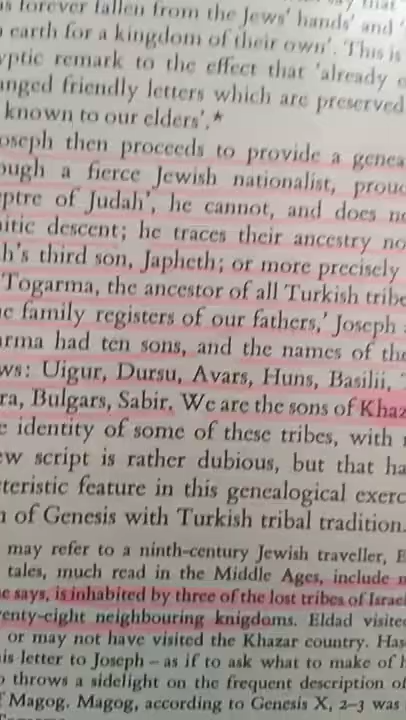 forever fallen from the Jews' hands' and '
earth for a kingdom of their own'. This is
yptic remark to the effect that 'already e
anged friendly letters which are preserved
known to our elders'.*
oseph then proceeds to provide a genea
ough a fierce Jewish nationalist, prou
eptre of Judah', he cannot, and does no
itic descent; he traces their ancestry no
h's third son, Japheth; or more precisely
Togarma, the ancestor of all Turkish tribe
e family registers of our fathers,' Joseph
rma had ten sons, and the names of the
ws: Uigur, Dursu, Avars, Huns, Basilii,
ra, Bulgars, Sabir. We are the sons of Khaz
e identity of some of these tribes, with
ew script is rather dubious, but that ha
teristic feature in this genealogical exerc
n of Genesis with Turkish tribal tradition.
may refer to a ninth-century Jewish traveller, E
tales, much read in the Middle Ages, include
e says, is inhabited by three of the lost tribes of Israel
enty-eight neighbouring knigdoms. Eldad visite
or may not have visited the Khazar country. Has
is letter to Joseph – as if to ask what to make of h
throws a sidelight on the frequent description of
Magog. Magog, according to Genesis X, 2–3 was